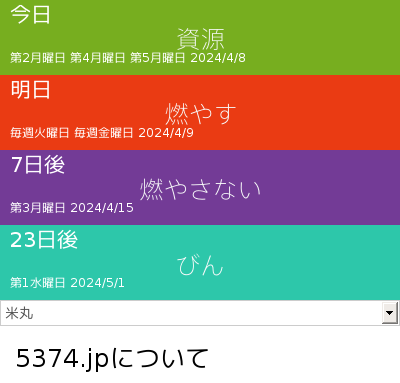 今日
資源
第2月曜日 第4月曜日 第5月曜日 2024/4/8
明日
燃やす
毎週火曜日 毎週金曜日 2024/4/9
7日後
燃やさない
第3月曜日 2024/4/15
23日後
びん
第1水曜日 2024/5/1
米丸
5374.jpについて